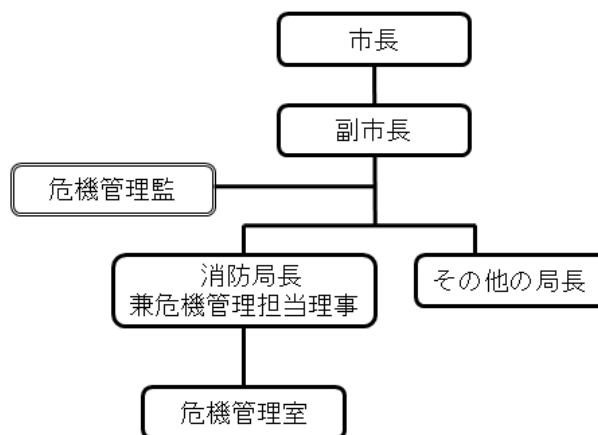 市長
副市長
危機管理監
消防局長
兼危機管理担当理事
その他の局長
危機管理室